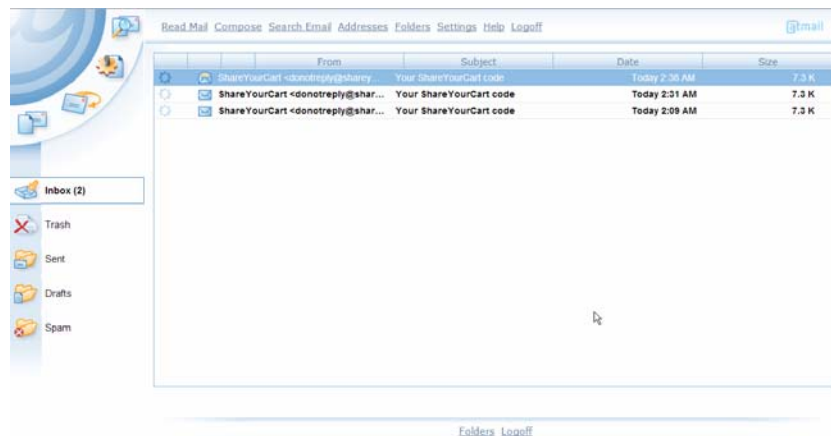 Read Mail Compose Search Email Addresses Folders Settings Help Logoff
@tmail
From Subject Date Size
ShareYourCart <donotreply@sharey... Your ShareYourCart code Today 2:38 AM 7.3 K
ShareYourCart <donotreply@shar... Your ShareYourCart code Today 2:31 AM 7.3 K
ShareYourCart <donotreply@shar... Your ShareYourCart code Today 2:09 AM 7.3 K
Inbox (2)
Trash
Sent
Drafts
Spam
Folders Logoff